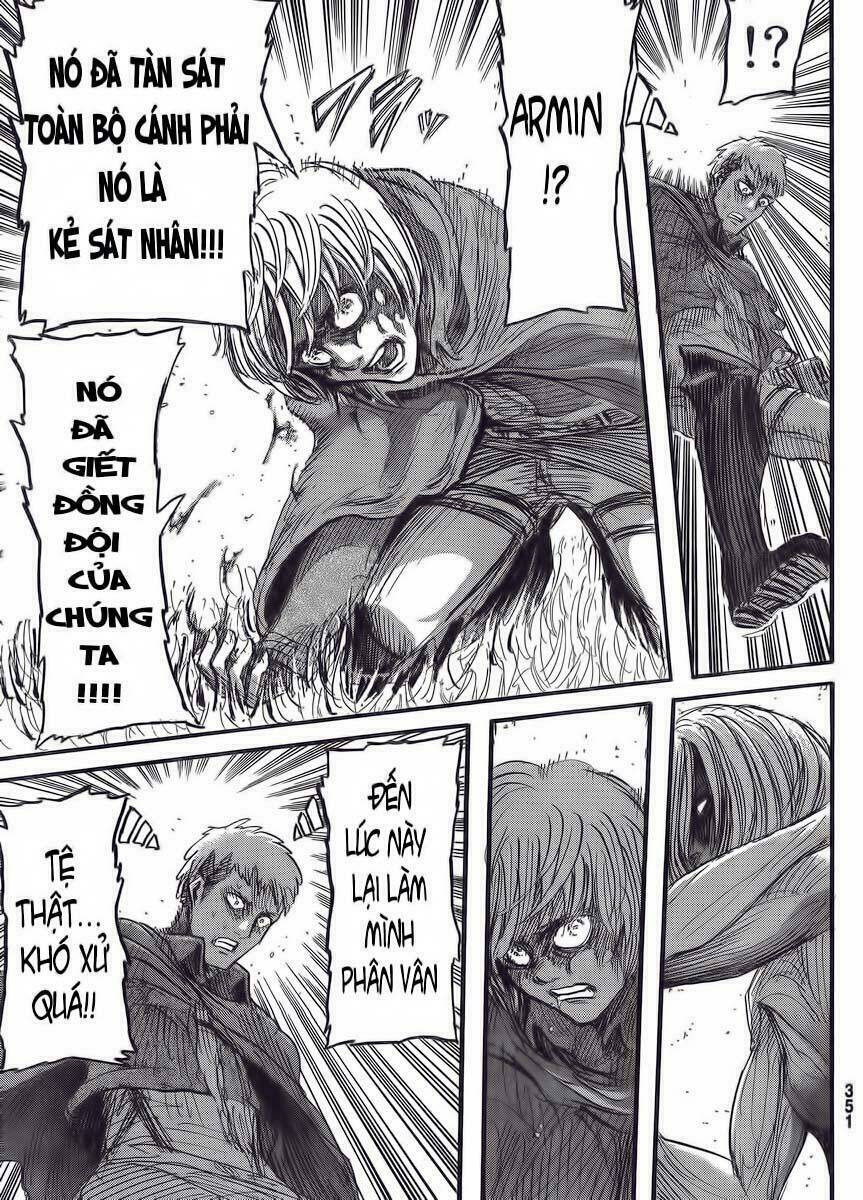 !?
ARMIN
!?
NÓ ĐÃ TÀN SÁT
TOÀN BỘ CÁNH PHẢI
NÓ LÀ
KẺ SÁT NHÂN!!!
NÓ
ĐÃ
GIẾT
ĐỒNG
ĐỘI
CỦA
CHÚNG
TA
!!!!
ĐẾN
LÚC NÀY
LẠI LÀM
MÌNH
PHÂN VÂN
TỆ
THẬT...
KHÓ XỬ
QUÁ!!
351